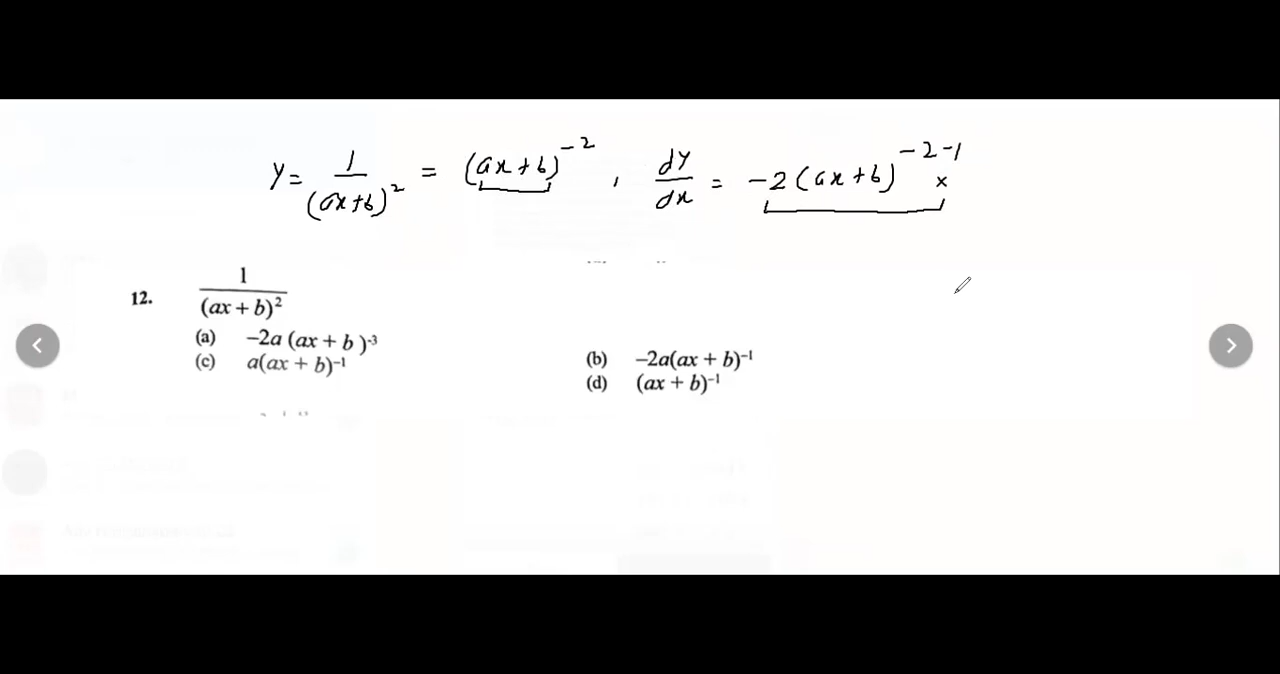 y = 1/(ax+b)² = (ax+b)⁻² , dy/dx = -2(ax+b)⁻²⁻¹ ×
12. 1/(ax + b)²
(a) –2a (ax + b )⁻³
(c) a(ax + b)⁻¹
(b) –2a(ax + b)⁻¹
(d) (ax + b)⁻¹